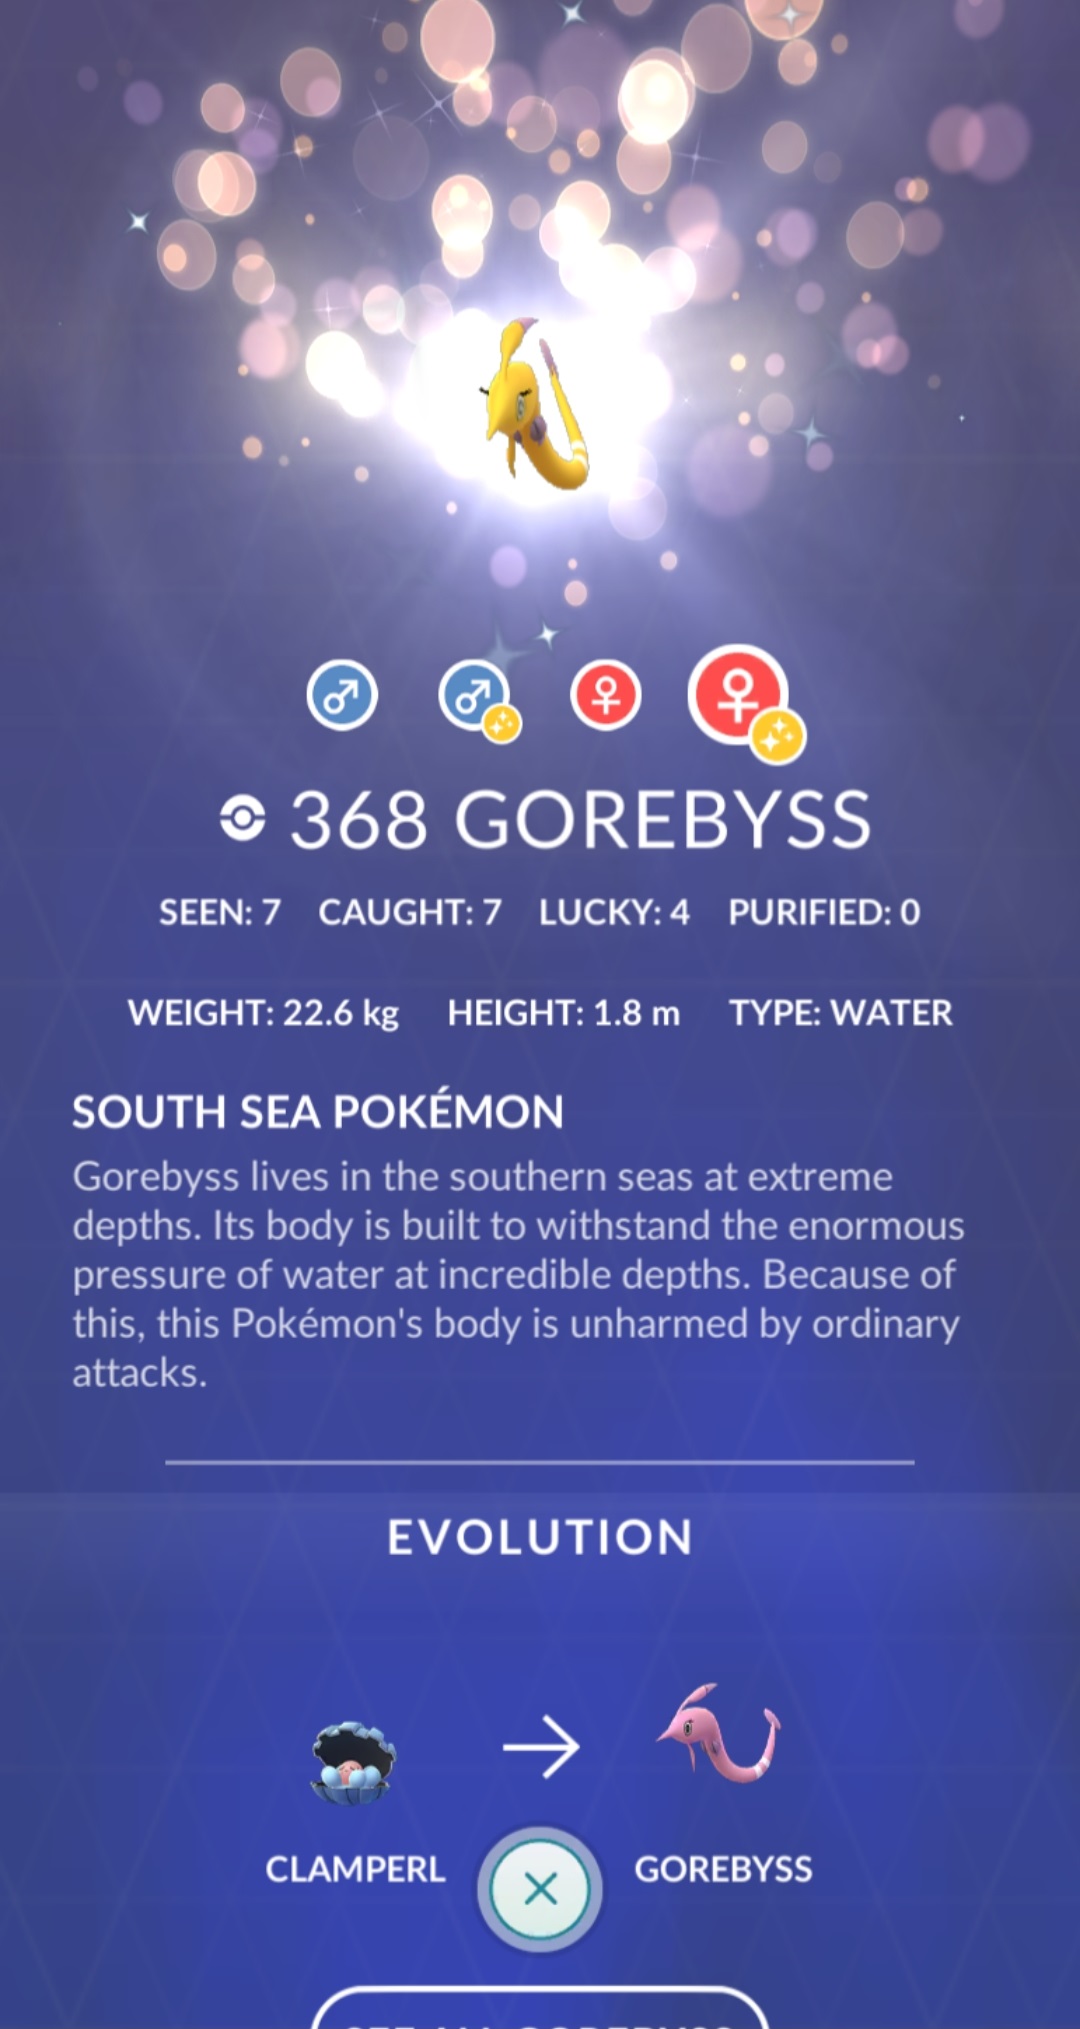 368 GOREBYSS
SEEN: 7 CAUGHT: 7 LUCKY: 4 PURIFIED: 0
WEIGHT: 22.6 kg HEIGHT: 1.8 m TYPE: WATER
SOUTH SEA POKÉMON
Gorebyss lives in the southern seas at extreme
depths. Its body is built to withstand the enormous
pressure of water at incredible depths. Because of
this, this Pokémon's body is unharmed by ordinary
attacks.
EVOLUTION
CLAMPERL GOREBYSS